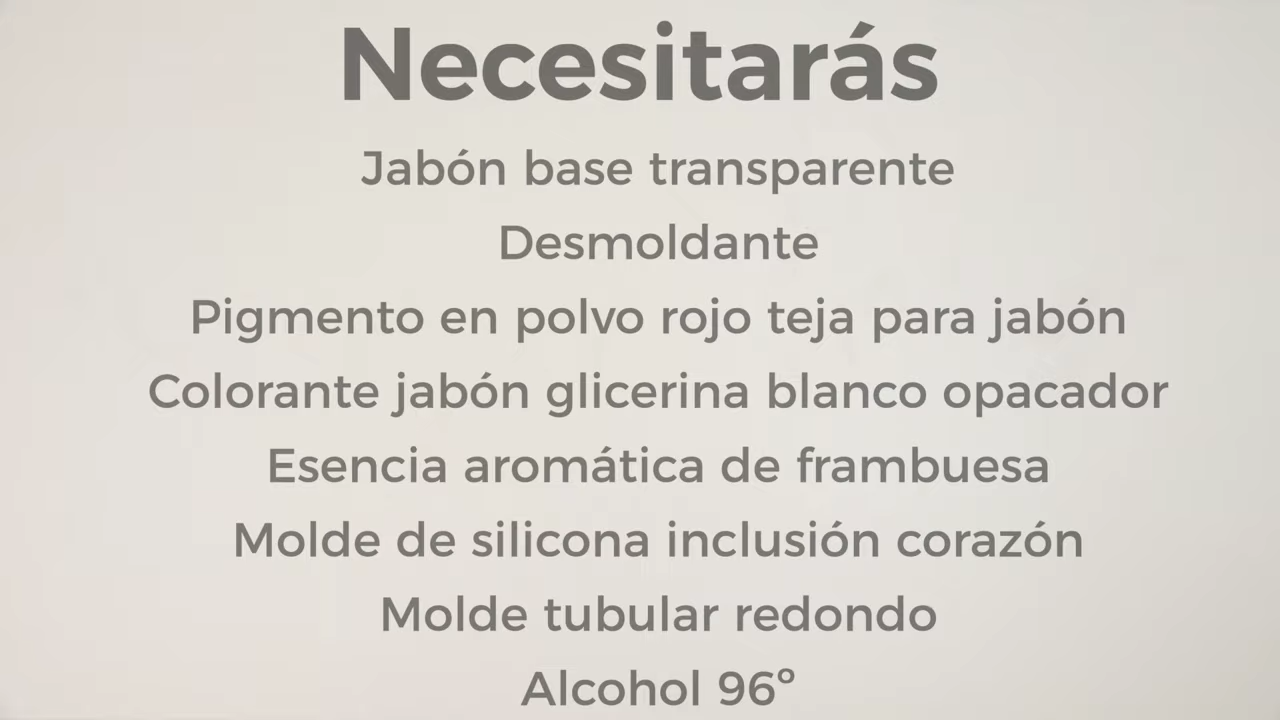 Necesitarás
Jabón base transparente
Desmoldante
Pigmento en polvo rojo teja para jabón
Colorante jabón glicerina blanco opacador
Esencia aromática de frambuesa
Molde de silicona inclusión corazón
Molde tubular redondo
Alcohol 96º